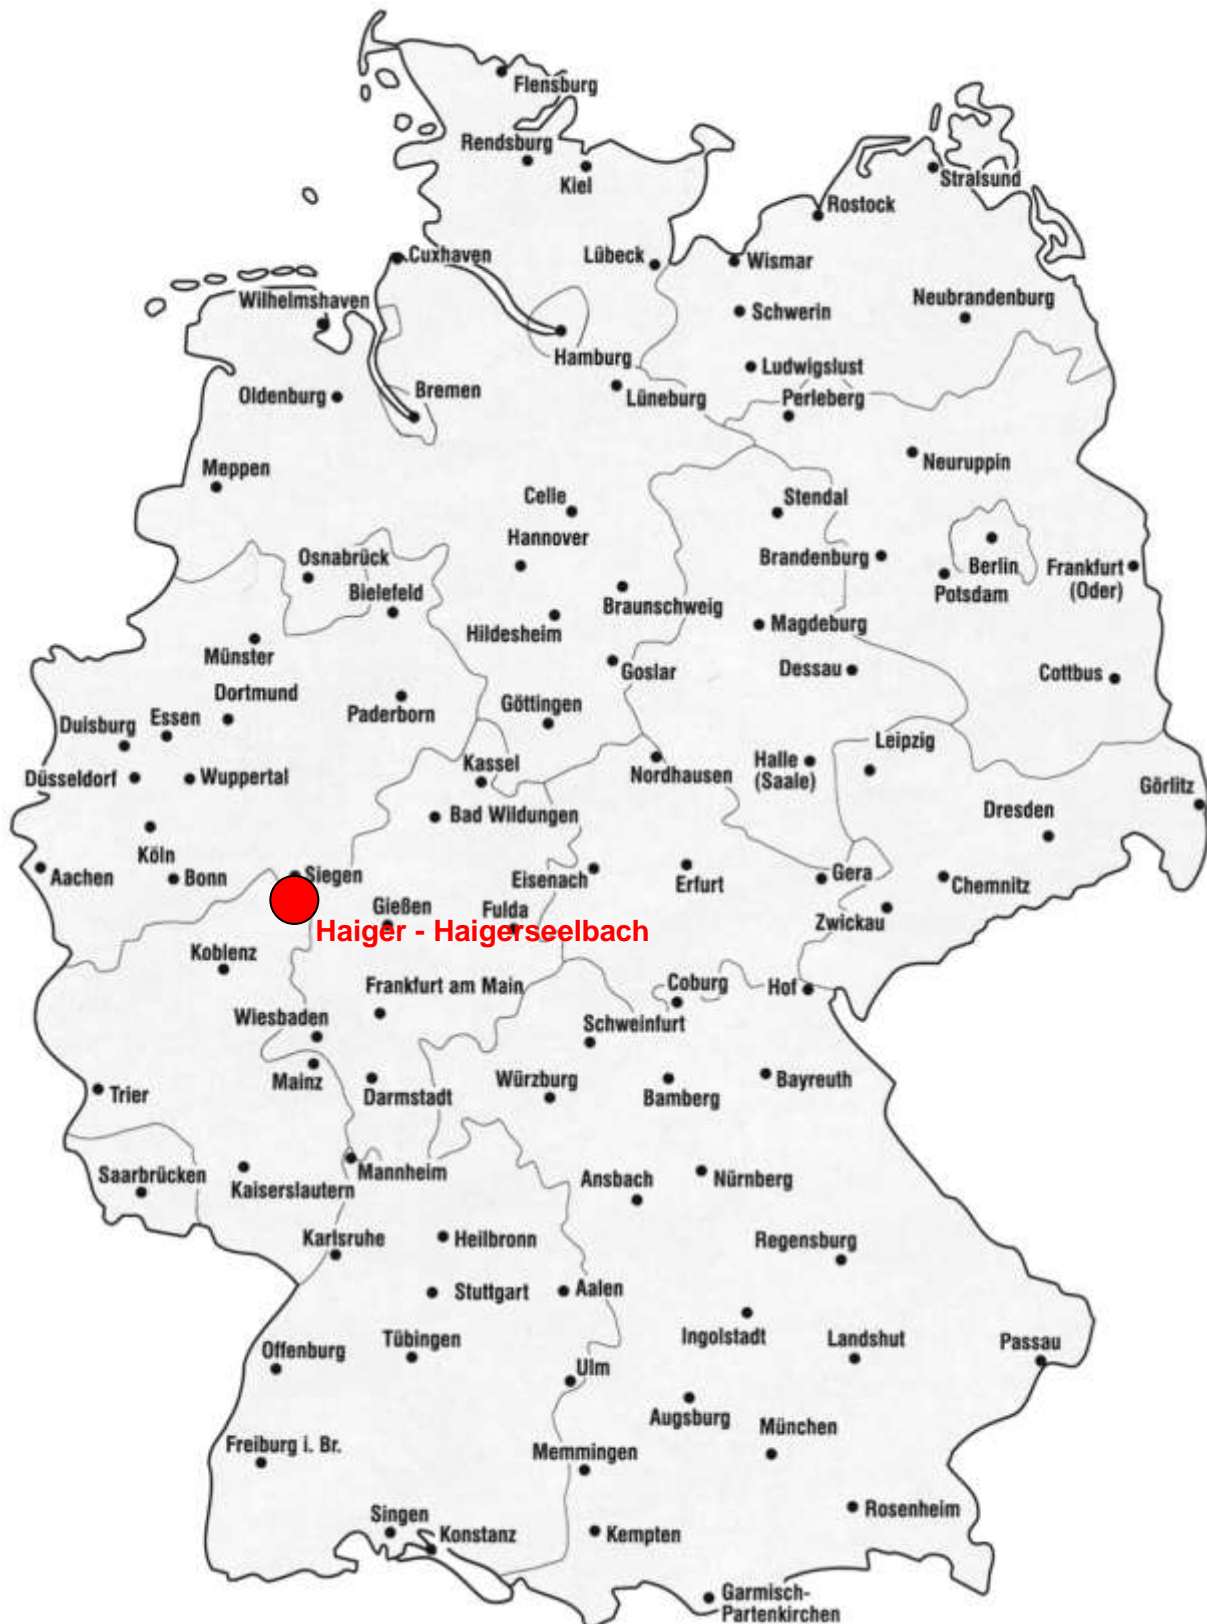 Flensburg
Rendsburg
Kiel
Stralsund
Rostock
Cuxhaven
Lübeck
Wismar
Wilhelmshaven
Neubrandenburg
Schwerin
Hamburg
Ludwigslust
Oldenburg
Bremen
Lüneburg
Perleberg
Meppen
Neuruppin
Celle
Stendal
Hannover
Osnabrück
Brandenburg
Berlin
Frankfurt
(Oder)
Bielefeld
Potsdam
Braunschweig
Hildesheim
Magdeburg
Münster
Goslar
Dessau
Cottbus
Dortmund
Paderborn
Göttingen
Duisburg
Essen
Leipzig
Düsseldorf
Wuppertal
Kassel
Nordhausen
Halle
(Saale)
Görlitz
Bad Wildungen
Dresden
Köln
Aachen
Bonn
Siegen
Eisenach
Erfurt
Gera
Chemnitz
Gießen
Fulda
Zwickau
Haiger - Haigerseelbach
Koblenz
Frankfurt am Main
Coburg
Hof
Wiesbaden
Schweinfurt
Mainz
Würzburg
Bayreuth
Trier
Darmstadt
Bamberg
Saarbrücken
Mannheim
Kaiserslautern
Ansbach
Nürnberg
Karlsruhe
Heilbronn
Regensburg
Stuttgart
Aalen
Ingolstadt
Landshut
Passau
Tübingen
Offenburg
Ulm
Augsburg
München
Freiburg i. Br.
Memmingen
Rosenheim
Singen
Konstanz
Kempten
Garmisch-
Partenkirchen